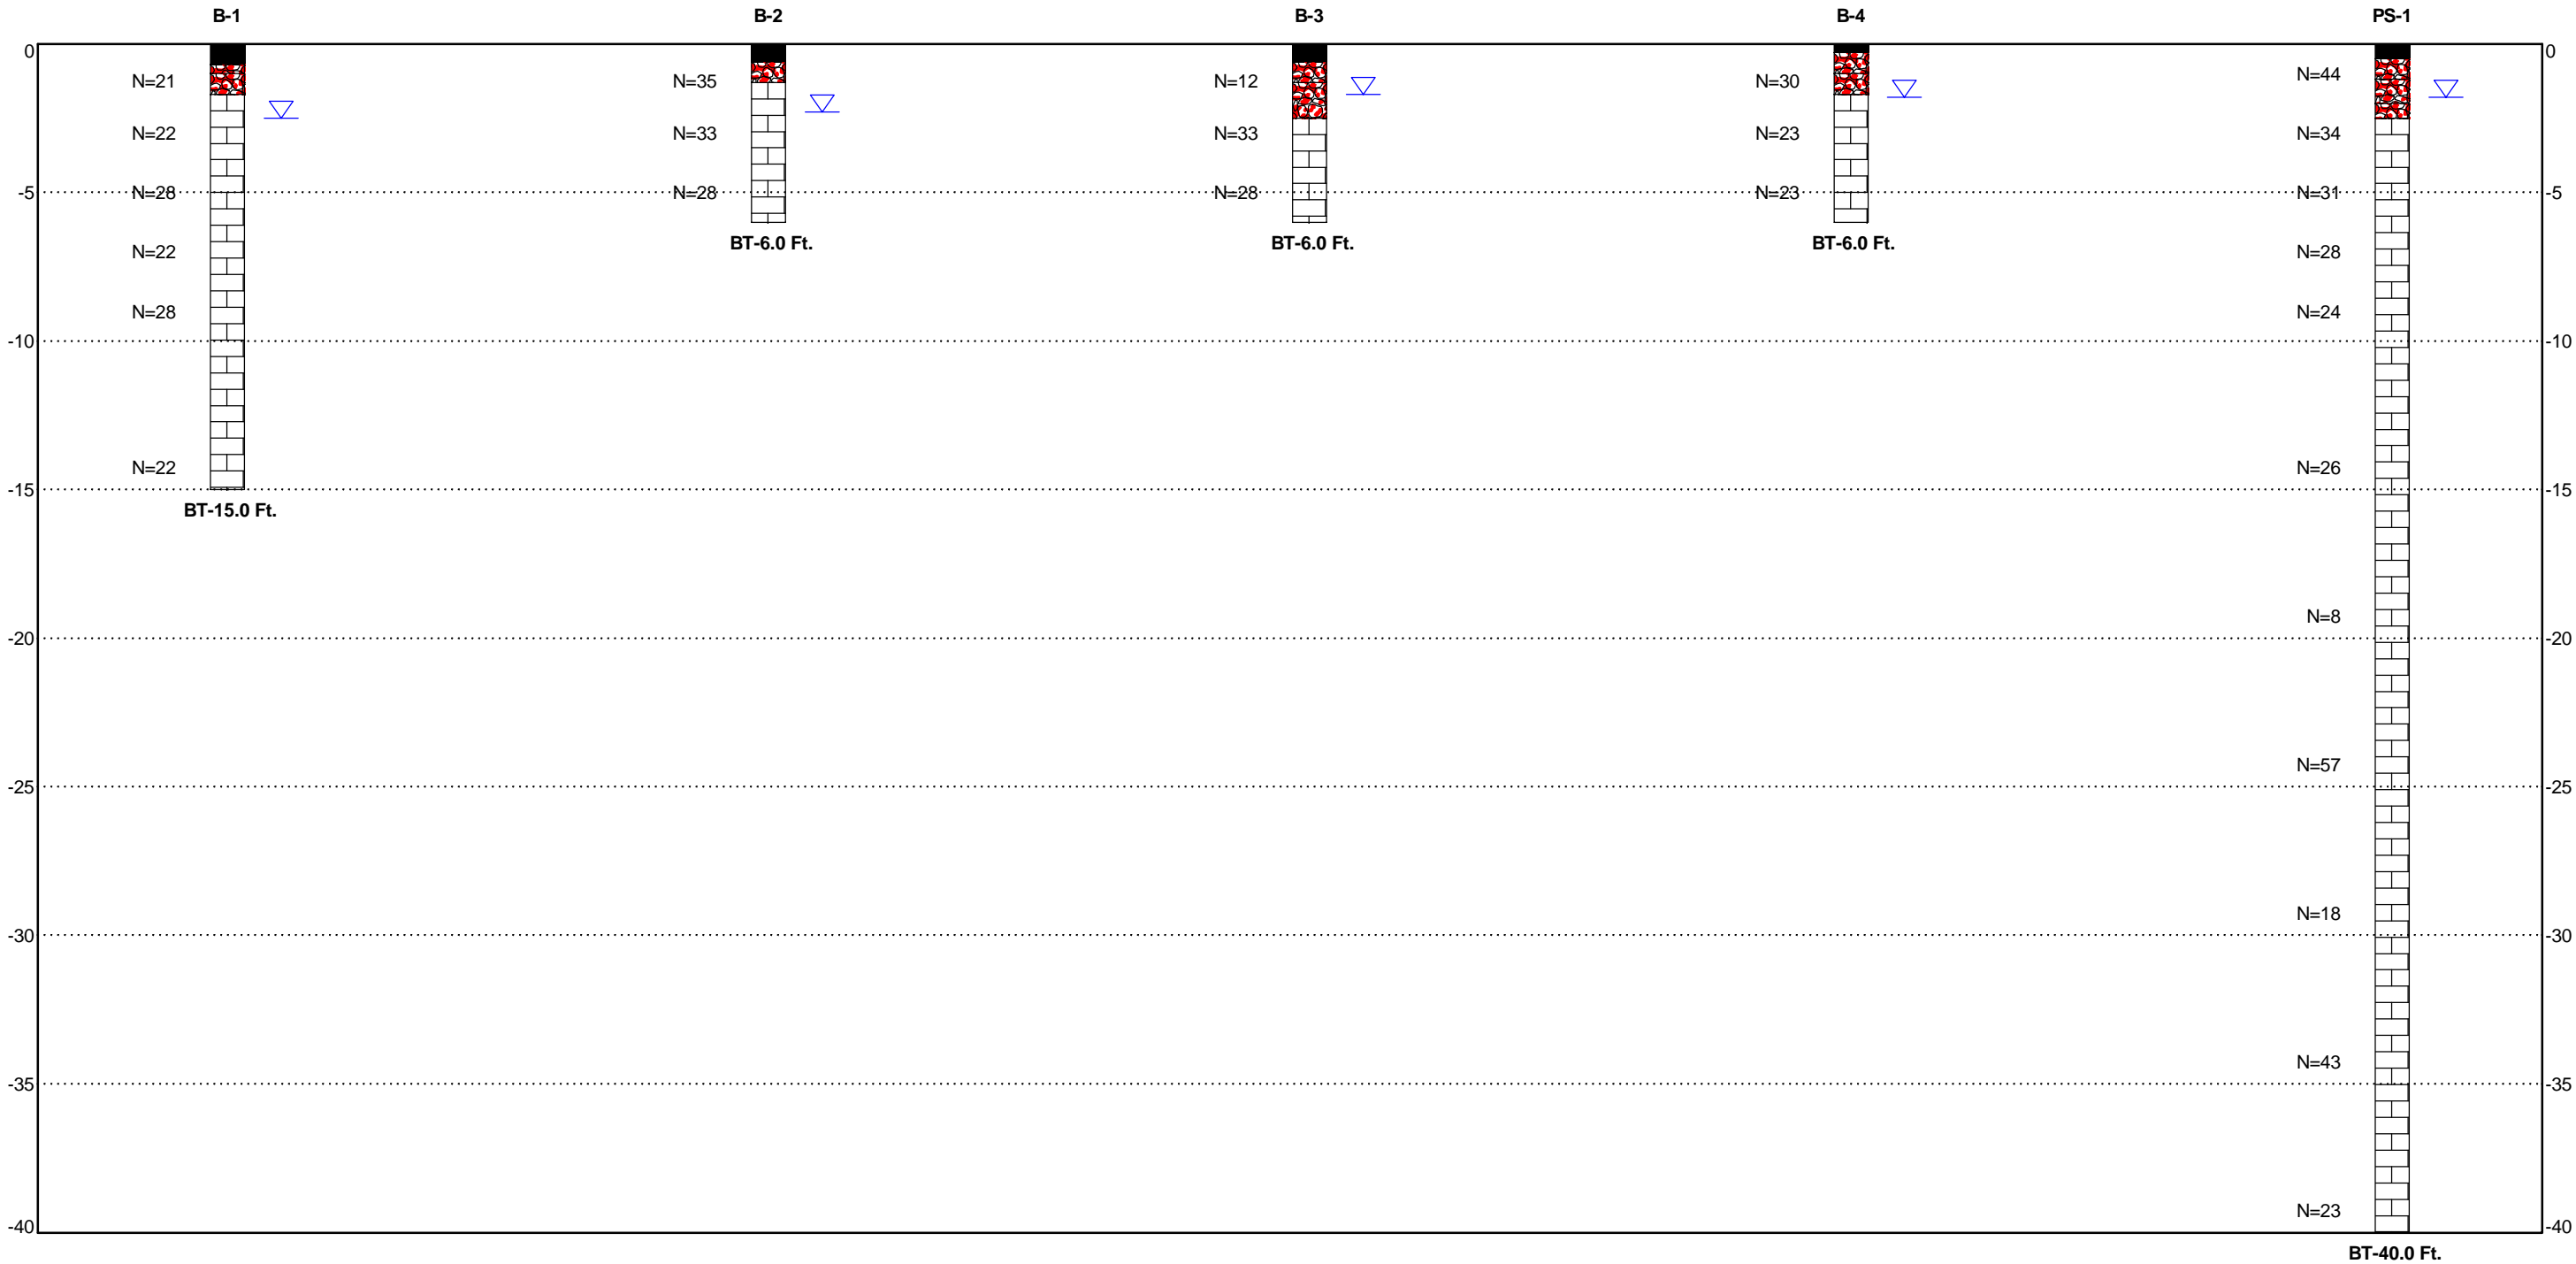 B-1 B-2 B-3 B-4 PS-1
0 0
N=44
N=21 N=35 N=12 N=30
N=22 N=33 N=33 N=23 N=34
-5 N=28 N=28 N=28 N=23 N=31 -5
BT-6.0 Ft. BT-6.0 Ft. BT-6.0 Ft.
N=22 N=28
N=28 N=24
-10 -10
N=22 N=26
-15 -15
BT-15.0 Ft.
N=8
-20 -20
N=57
-25 -25
N=18
-30 -30
N=43
-35 -35
N=23
-40 -40
BT-40.0 Ft.